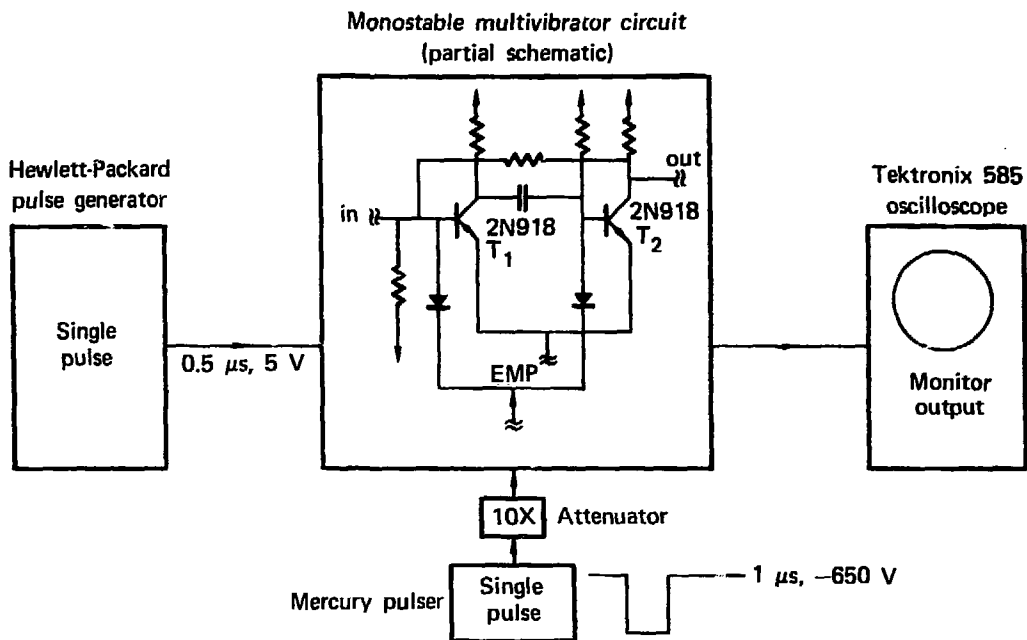 Monostable multivibrator circuit
(partial schematic)
Hewlett-Packard
pulse generator
Single
pulse
0.5 μs, 5 V
in
2N918
T1
2N918
T2
out
EMP
Tektronix 585
oscilloscope
Monitor
output
10X
Attenuator
Mercury pulser
Single
pulse
1 μs, –650 V